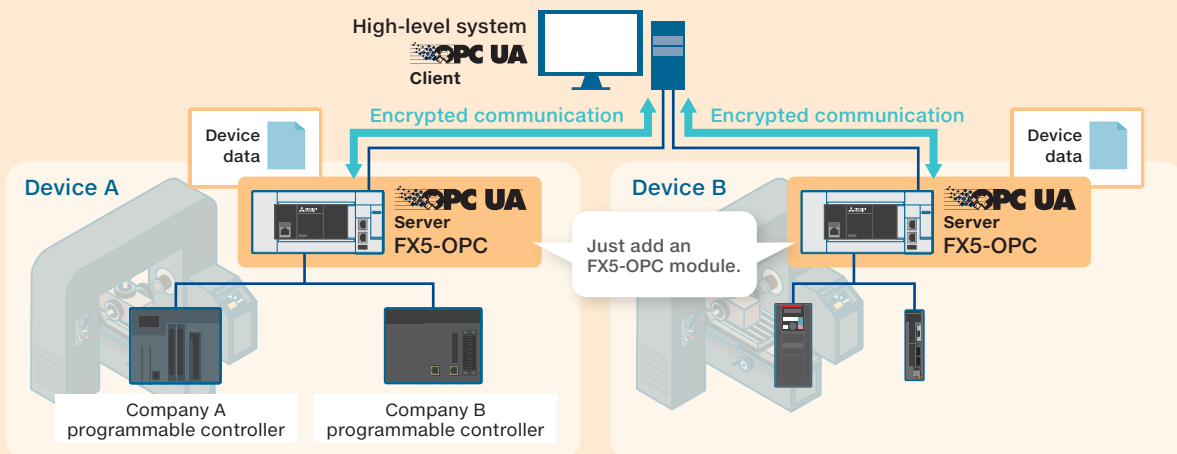 High-level system
OPC UA
Client
Encrypted communication
Encrypted communication
Device
data
Device
data
Device A
OPC UA
Server
FX5-OPC
Just add an
FX5-OPC module.
Device B
OPC UA
Server
FX5-OPC
Company A
programmable controller
Company B
programmable controller